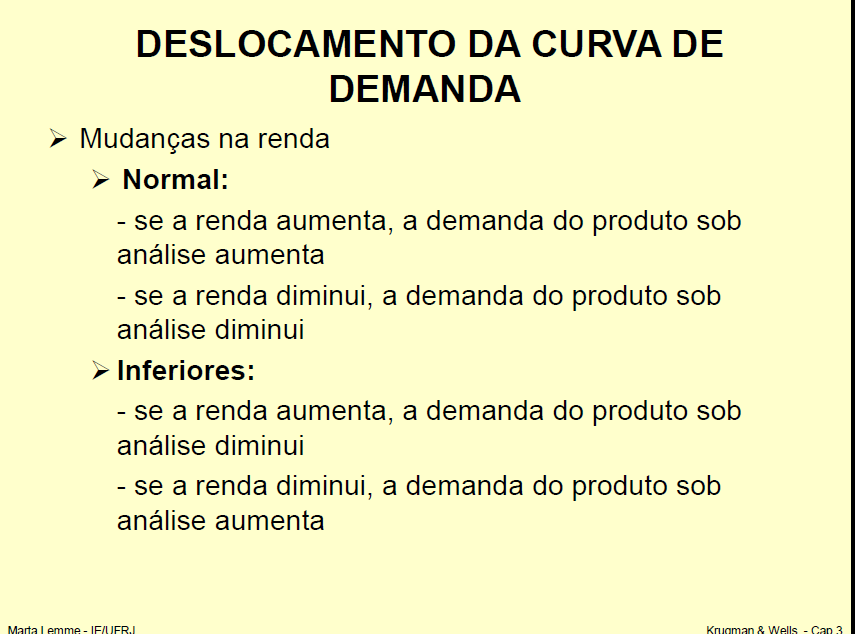 DESLOCAMENTO DA CURVA DE
DEMANDA
➢ Mudanças na renda
➢ Normal:
- se a renda aumenta, a demanda do produto sob
análise aumenta
- se a renda diminui, a demanda do produto sob
análise diminui
➢ Inferiores:
- se a renda aumenta, a demanda do produto sob
análise diminui
- se a renda diminui, a demanda do produto sob
análise aumenta
Marta Lemme - IE/UFRJ
Krugman & Wells - Cap 3